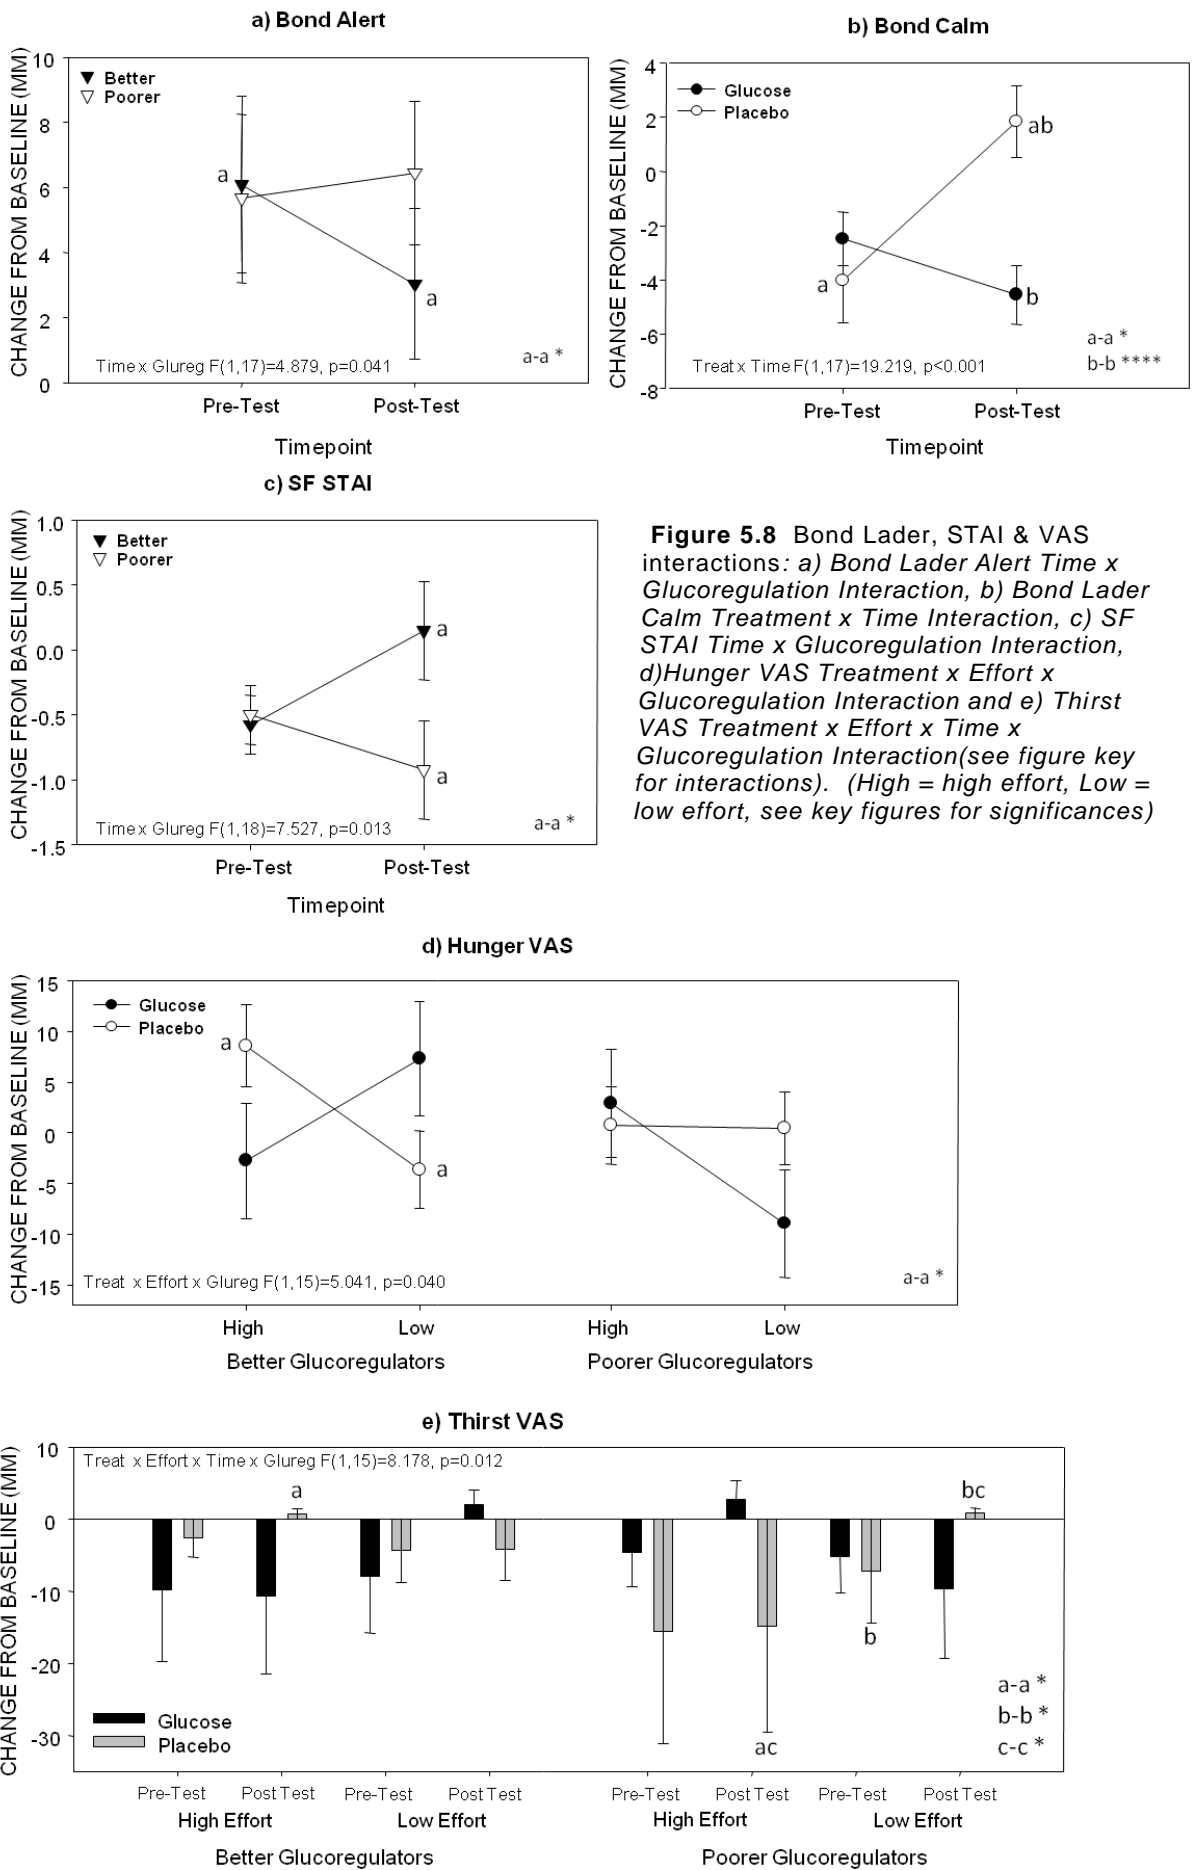 a) Bond Alert
CHANGE FROM BASELINE (MM)
10
8
6
4
2
0
Better
Poorer
a
a
Time x Glureg F(1,17)=4.879, p=0.041
a-a *
Pre-Test
Post-Test
Timepoint
b) Bond Calm
CHANGE FROM BASELINE (MM)
4
2
0
-2
-4
-6
-8
Glucose
Placebo
ab
a
b
a-a *
b-b ****
Treat x Time F(1,17)=19.219, p<0.001
Pre-Test
Post-Test
Timepoint
c) SF STAI
CHANGE FROM BASELINE (MM)
1.0
0.5
0.0
-0.5
-1.0
-1.5
Better
Poorer
a
a
Time x Glureg F(1,18)=7.527, p=0.013
a-a *
Pre-Test
Post-Test
Timepoint
Figure 5.8 Bond Lader, STAI & VAS
interactions: a) Bond Lader Alert Time x
Glucoregulation Interaction, b) Bond Lader
Calm Treatment x Time Interaction, c) SF
STAI Time x Glucoregulation Interaction,
d)Hunger VAS Treatment x Effort x
Glucoregulation Interaction and e) Thirst
VAS Treatment x Effort x Time x
Glucoregulation Interaction(see figure key
for interactions). (High = high effort, Low =
low effort, see key figures for significances)
d) Hunger VAS
CHANGE FROM BASELINE (MM)
15
10
5
0
-5
-10
-15
Glucose
Placebo
a
a
Treat x Effort x Glureg F(1,15)=5.041, p=0.040
a-a *
High
Low
High
Low
Better Glucoregulators
Poorer Glucoregulators
e) Thirst VAS
CHANGE FROM BASELINE (MM)
10
0
-10
-20
-30
Treat x Effort x Time x Glureg F(1,15)=8.178, p=0.012
a
bc
b
ac
a-a *
b-b *
c-c *
Glucose
Placebo
Pre-Test
Post Test
Pre-Test
Post Test
Pre-Test
Post Test
Pre-Test
Post Test
High Effort
Low Effort
High Effort
Low Effort
Better Glucoregulators
Poorer Glucoregulators